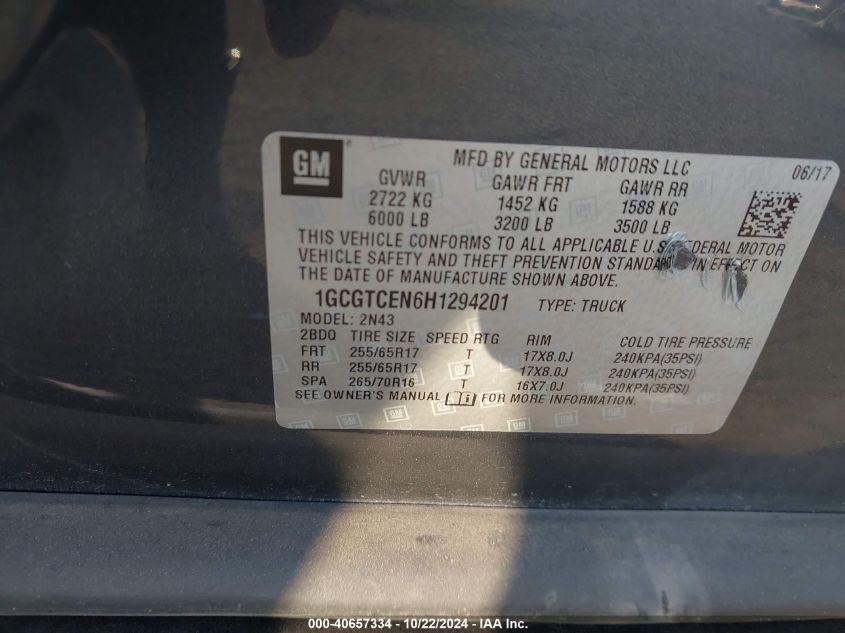 GM
MFD BY GENERAL MOTORS LLC 06/17
GVWR GAWR FRT GAWR RR
2722 KG 1452 KG 1588 KG
6000 LB 3200 LB 3500 LB
THIS VEHICLE CONFORMS TO ALL APPLICABLE U.S. FEDERAL MOTOR
VEHICLE SAFETY AND THEFT PREVENTION STANDARDS IN EFFECT ON
THE DATE OF MANUFACTURE SHOWN ABOVE.
1GCGTCEN6H1294201 TYPE: TRUCK
MODEL: 2N43
2BDQ TIRE SIZE SPEED RTG RIM COLD TIRE PRESSURE
FRT 255/65R17 T 17X8.0J 240KPA(35PSI)
RR 255/65R17 T 17X8.0J 240KPA(35PSI)
SPA 265/70R16 T 16X7.0J 240KPA(35PSI)
SEE OWNER'S MANUAL FOR MORE INFORMATION.
000-40657334 - 10/22/2024 - IAA Inc.